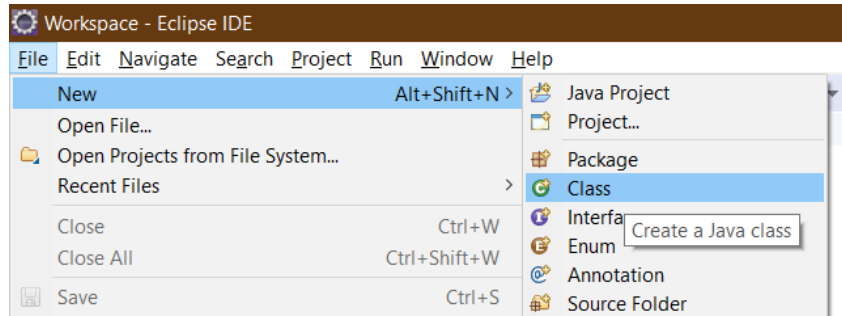 Workspace - Eclipse IDE
File Edit Navigate Search Project Run Window Help
New Alt+Shift+N >
Open File...
Open Projects from File System...
Recent Files >
Close Ctrl+W
Close All Ctrl+Shift+W
Save Ctrl+S
Java Project
Project...
Package
Class
Interfa
Create a Java class
Enum
Annotation
Source Folder